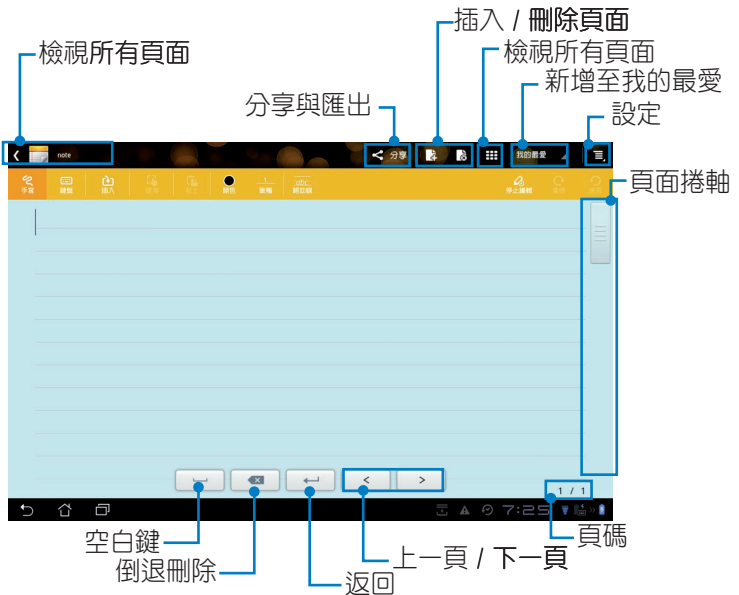 插入 / 刪除頁面
檢視所有頁面
檢視所有頁面
新增至我的最愛
分享與匯出
設定
note
分享
我的最愛
頁面捲軸
手寫
鍵盤
插入
顏色
筆觸
abc
停止編輯
1 / 1
7:25
空白鍵
頁碼
上一頁 / 下一頁
倒退刪除
返回